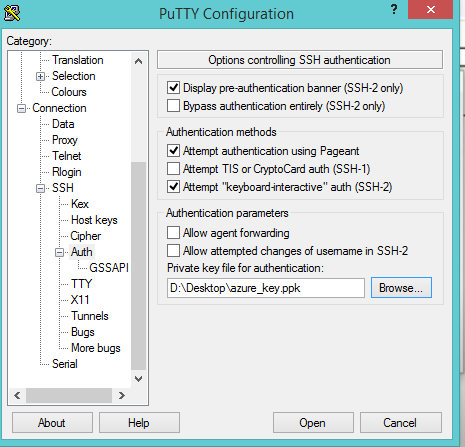 PuTTY Configuration
?
X
Category:
Translation
Selection
Colours
Connection
Data
Proxy
Telnet
Rlogin
SSH
Kex
Host keys
Cipher
Auth
GSSAPI
TTY
X11
Tunnels
Bugs
More bugs
Serial
Options controlling SSH authentication
Display pre-authentication banner (SSH-2 only)
Bypass authentication entirely (SSH-2 only)
Authentication methods
Attempt authentication using Pageant
Attempt TIS or CryptoCard auth (SSH-1)
Attempt "keyboard-interactive" auth (SSH-2)
Authentication parameters
Allow agent forwarding
Allow attempted changes of username in SSH-2
Private key file for authentication:
D:\Desktop\azure_key.ppk
Browse...
About
Help
Open
Cancel